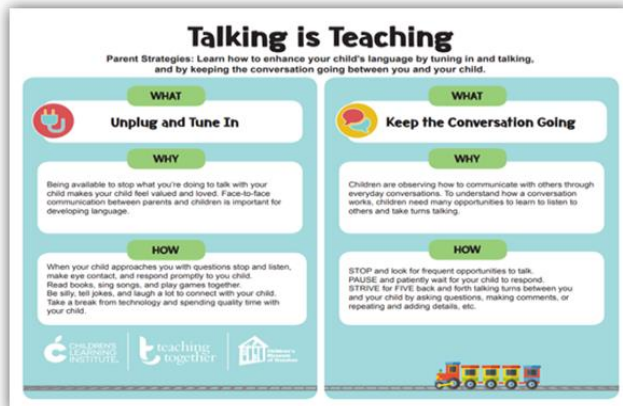 Talking is Teaching
Parent Strategies: Learn how to enhance your child's language by tuning in and talking,
and by keeping the conversation going between you and your child.
WHAT
Unplug and Tune In
WHY
Being available to stop what you're doing to talk with your
child makes your child feel valued and loved. Face-to-face
communication between parents and children is important for
developing language.
HOW
When your child approaches you with questions stop and listen,
make eye contact, and respond promptly to you child.
Read books, sing songs, and play games together.
Be silly, tell jokes, and laugh a lot to connect with your child.
Take a break from technology and spending quality time with
your child.
CHILDREN'S
LEARNING
INSTITUTE
teaching
together
Children's
Museum
WHAT
Keep the Conversation Going
WHY
Children are observing how to communicate with others through
everyday conversations. To understand how a conversation
works, children need many opportunities to learn to listen to
others and take turns talking.
HOW
STOP and look for frequent opportunities to talk.
PAUSE and patiently wait for your child to respond.
STRIVE for FIVE back and forth talking turns between you
and your child by asking questions, making comments, or
repeating and adding details, etc.